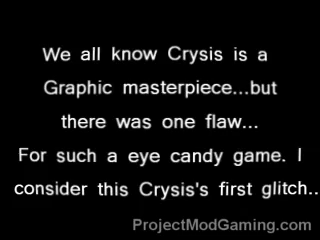 We all know Crysis is a
Graphic masterpiece...but
there was one flaw...
For such a eye candy game. I
consider this Crysis's first glitch..
ProjectModGaming.com